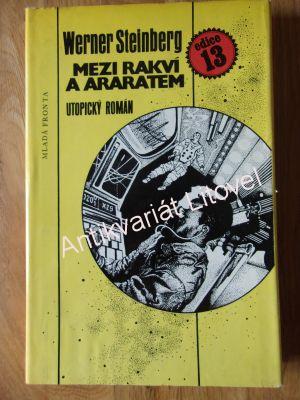 Werner Steinberg
edice
13
MEZI RAKVÍ
A ARARATEM
UTOPICKÝ ROMÁN
MLADÁ FRONTA
Antikvariát Litovel